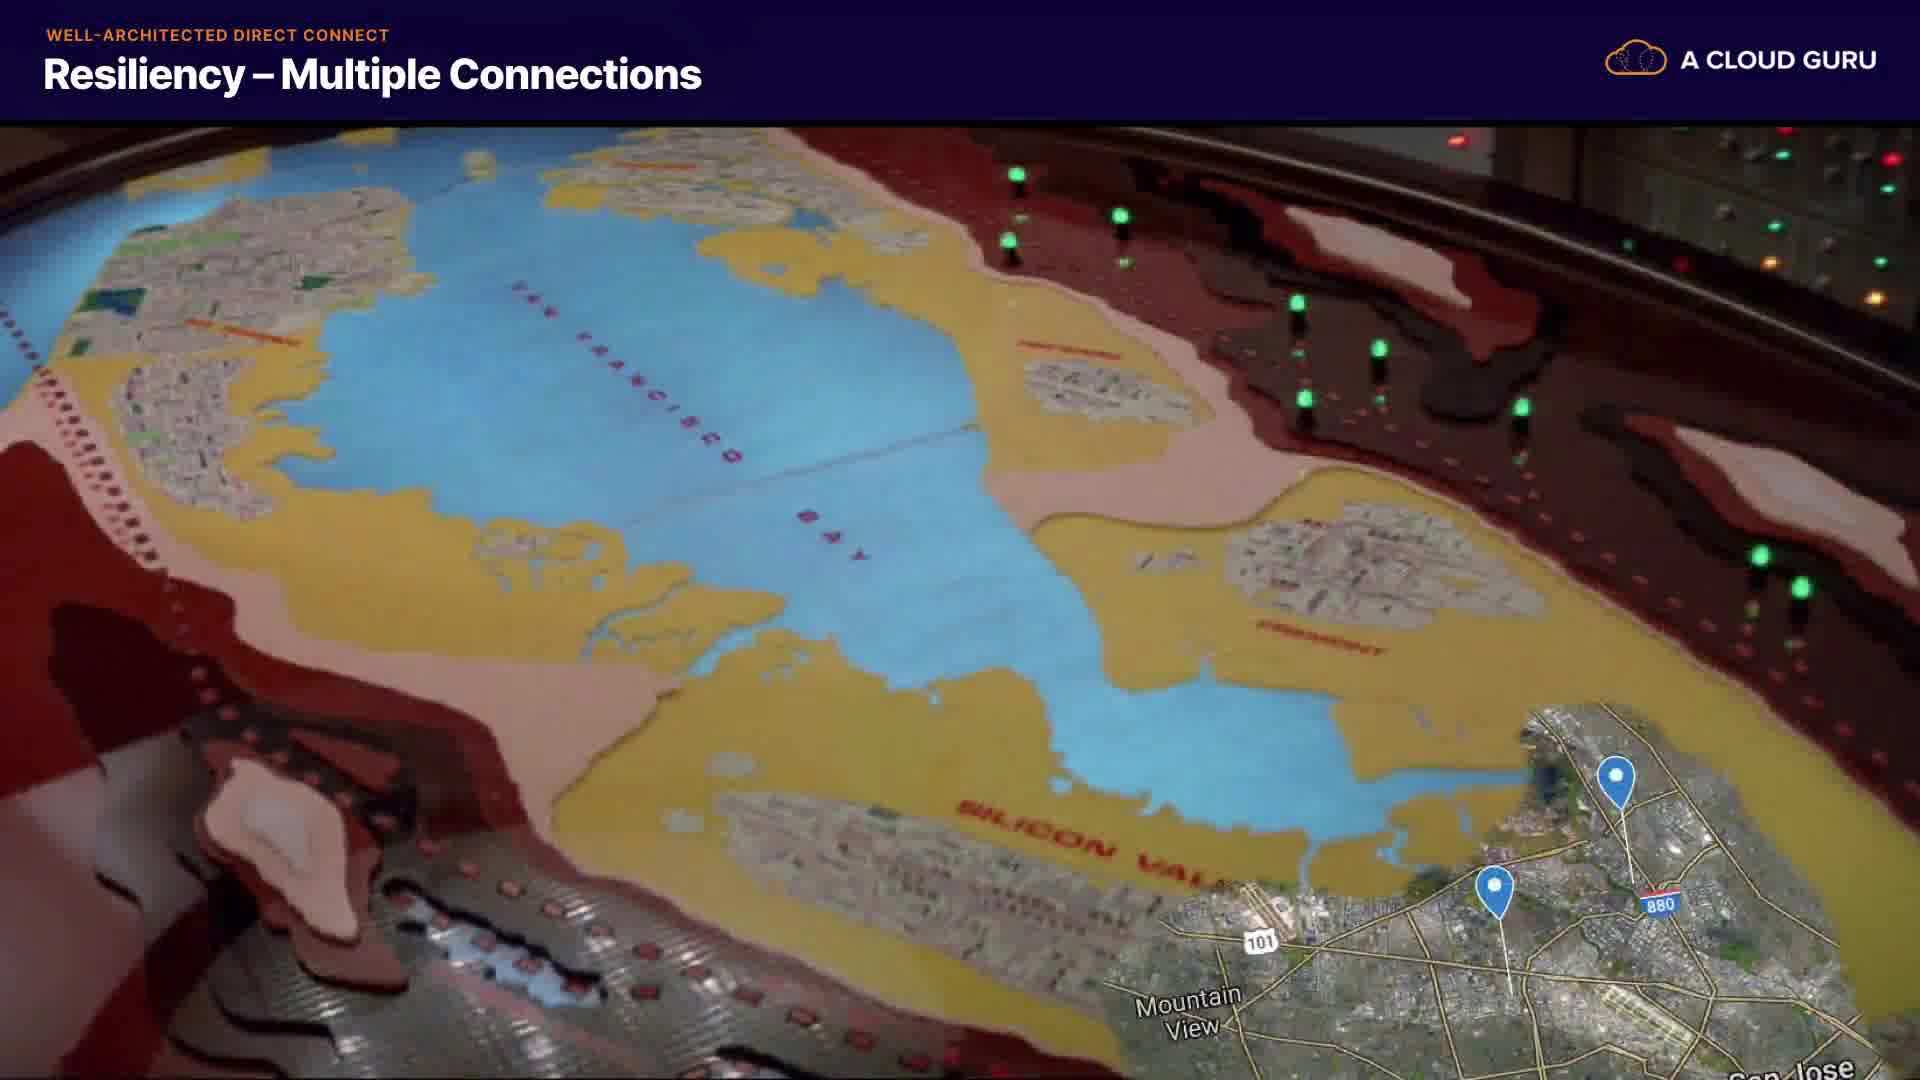 WELL-ARCHITECTED DIRECT CONNECT
Resiliency – Multiple Connections
A CLOUD GURU
SAN FRANCISCO
BAY
FREMONT
SILICON VAL
880
101
Mountain
View
San Jose